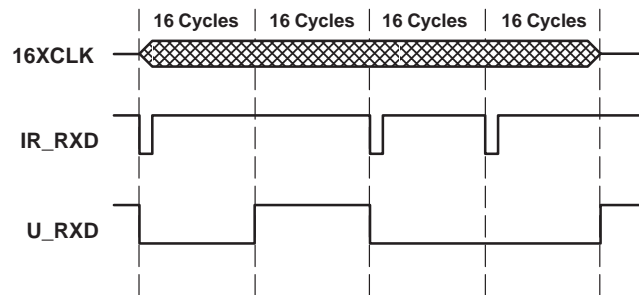 16 Cycles 16 Cycles 16 Cycles 16 Cycles
16XCLK
IR_RXD
U_RXD